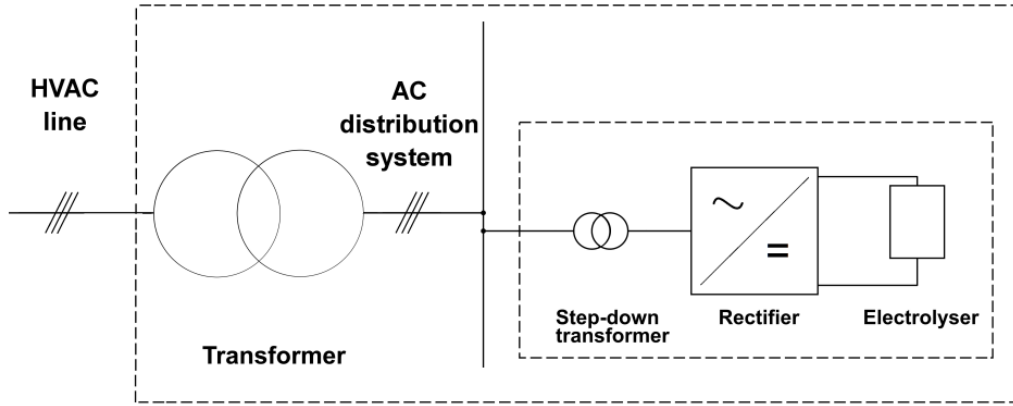 HVAC
line
AC
distribution
system
Transformer
Step-down
transformer
Rectifier
Electrolyser